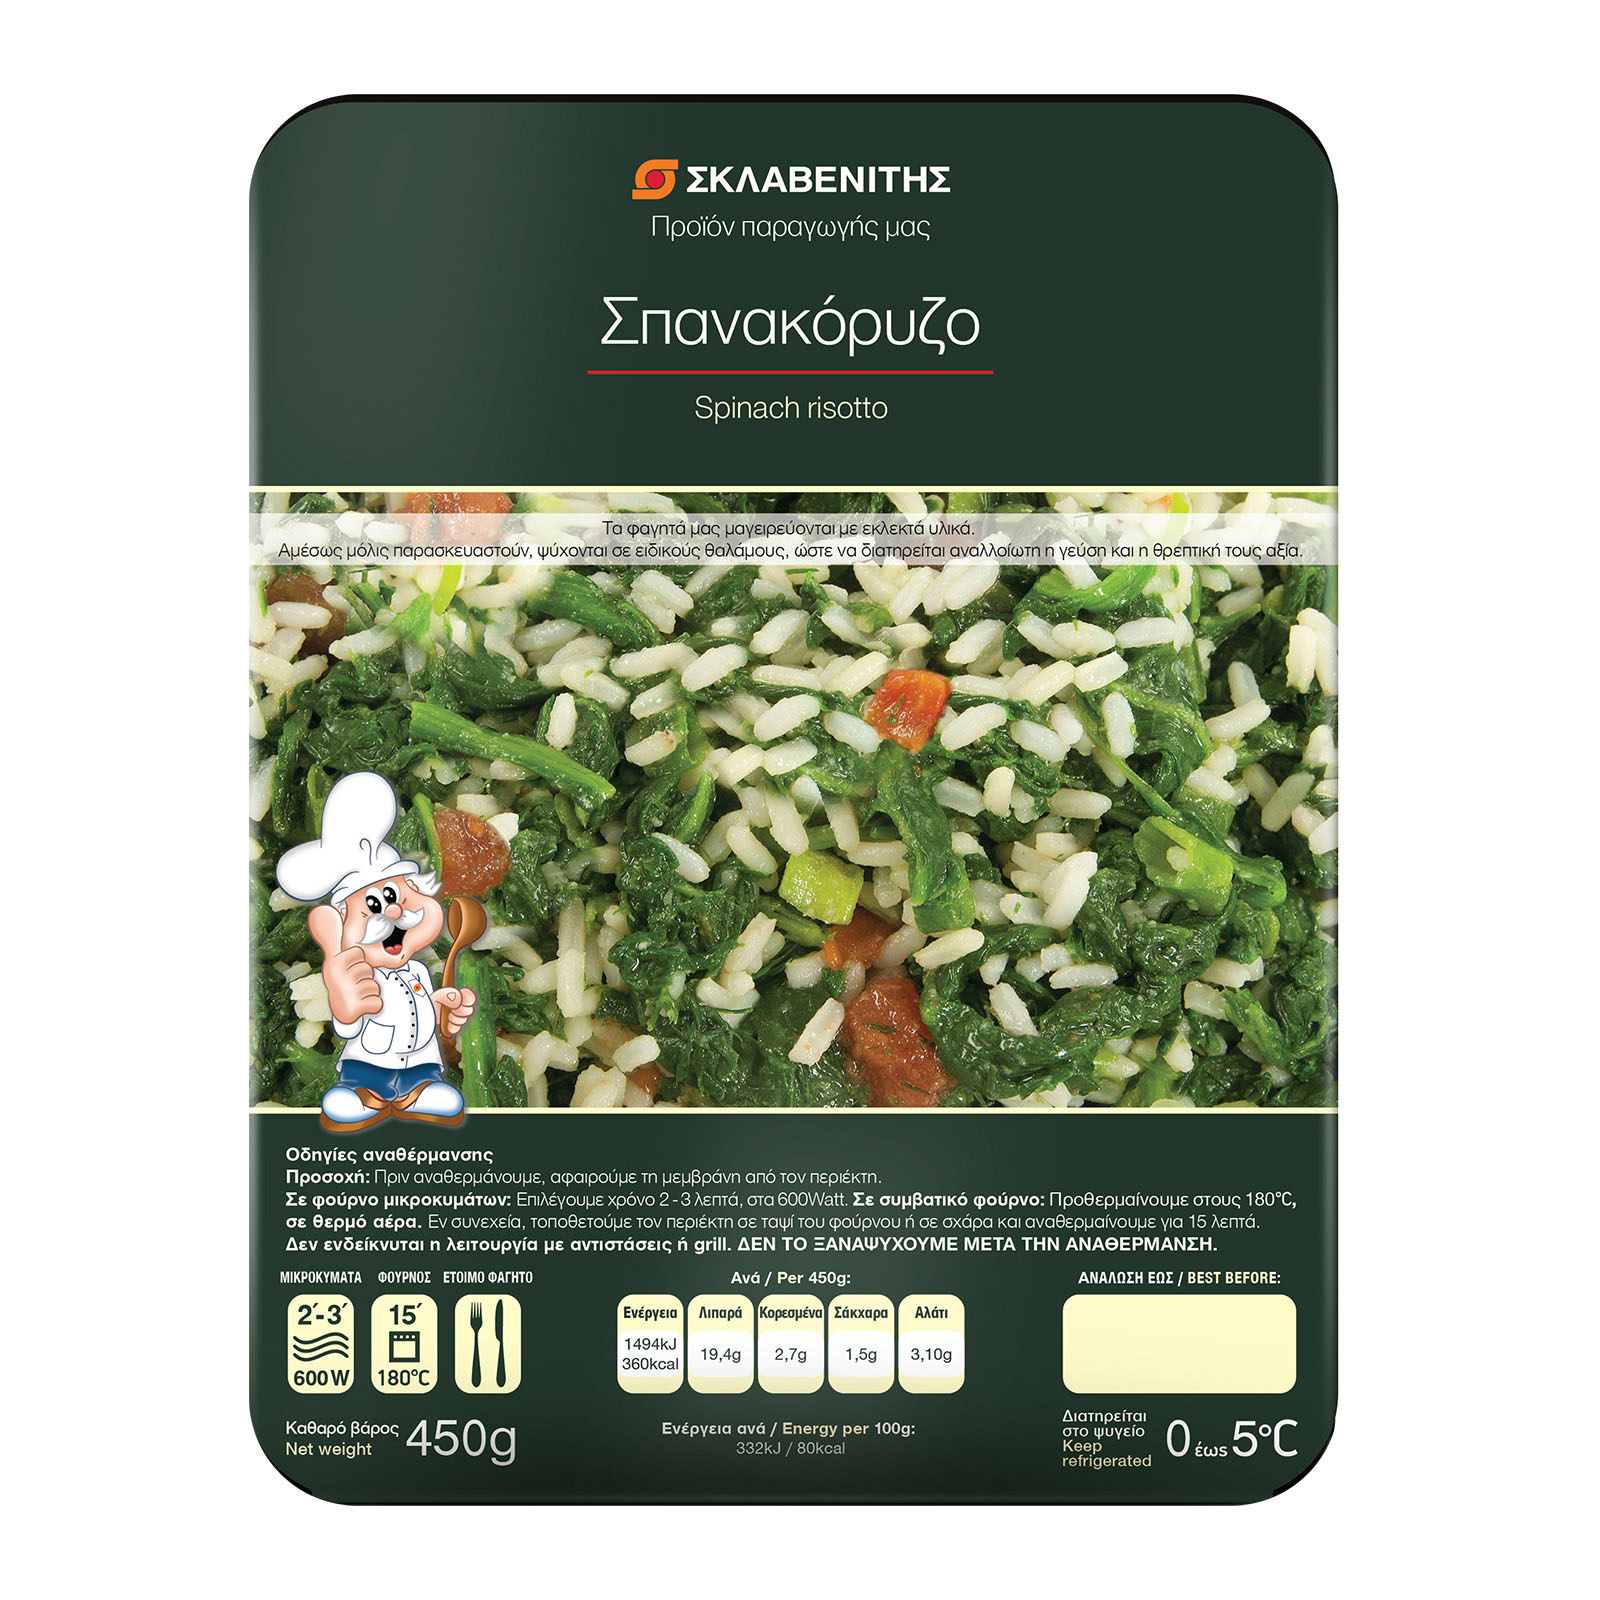 ΣΚΛΑΒΕΝΙΤΗΣ
Προϊόν παραγωγής μας
Σπανακόρυζο
Spinach risotto
Τα φαγητά μας μαγειρεύονται με εκλεκτά υλικά.
Αμέσως μόλις παρασκευαστούν, ψύχονται σε ειδικούς θαλάμους, ώστε να διατηρείται αναλλοίωτη η γεύση και η θρεπτική τους αξία.
Οδηγίες αναθέρμανσης
Προσοχή: Πριν αναθερμάνουμε, αφαιρούμε τη μεμβράνη από τον περιέκτη.
Σε φούρνο μικροκυμάτων: Επιλέγουμε χρόνο 2 - 3 λεπτά, στα 600Watt. Σε συμβατικό φούρνο: Προθερμαίνουμε στους 180°C,
σε θερμό αέρα. Εν συνεχεία, τοποθετούμε τον περιέκτη σε ταψί του φούρνου ή σε σχάρα και αναθερμαίνουμε για 15 λεπτά.
Δεν ενδείκνυται η λειτουργία με αντιστάσεις ή grill. ΔΕΝ ΤΟ ΞΑΝΑΨΥΧΟΥΜΕ ΜΕΤΑ ΤΗΝ ΑΝΑΘΕΡΜΑΝΣΗ.
ΜΙΚΡΟΚΥΜΑΤΑ ΦΟΥΡΝΟΣ ΕΤΟΙΜΟ ΦΑΓΗΤΟ
2΄-3΄ 15΄
600W 180°C
Ανά / Per 450g:
Ενέργεια Λιπαρά Κορεσμένα Σάκχαρα Αλάτι
1494kJ
360kcal 19,4g 2,7g 1,5g 3,10g
ΑΝΑΛΩΣΗ ΕΩΣ / BEST BEFORE:
Καθαρό βάρος
Net weight 450g
Ενέργεια ανά / Energy per 100g:
332kJ / 80kcal
Διατηρείται
στο ψυγείο
Keep
refrigerated
0 έως 5°C